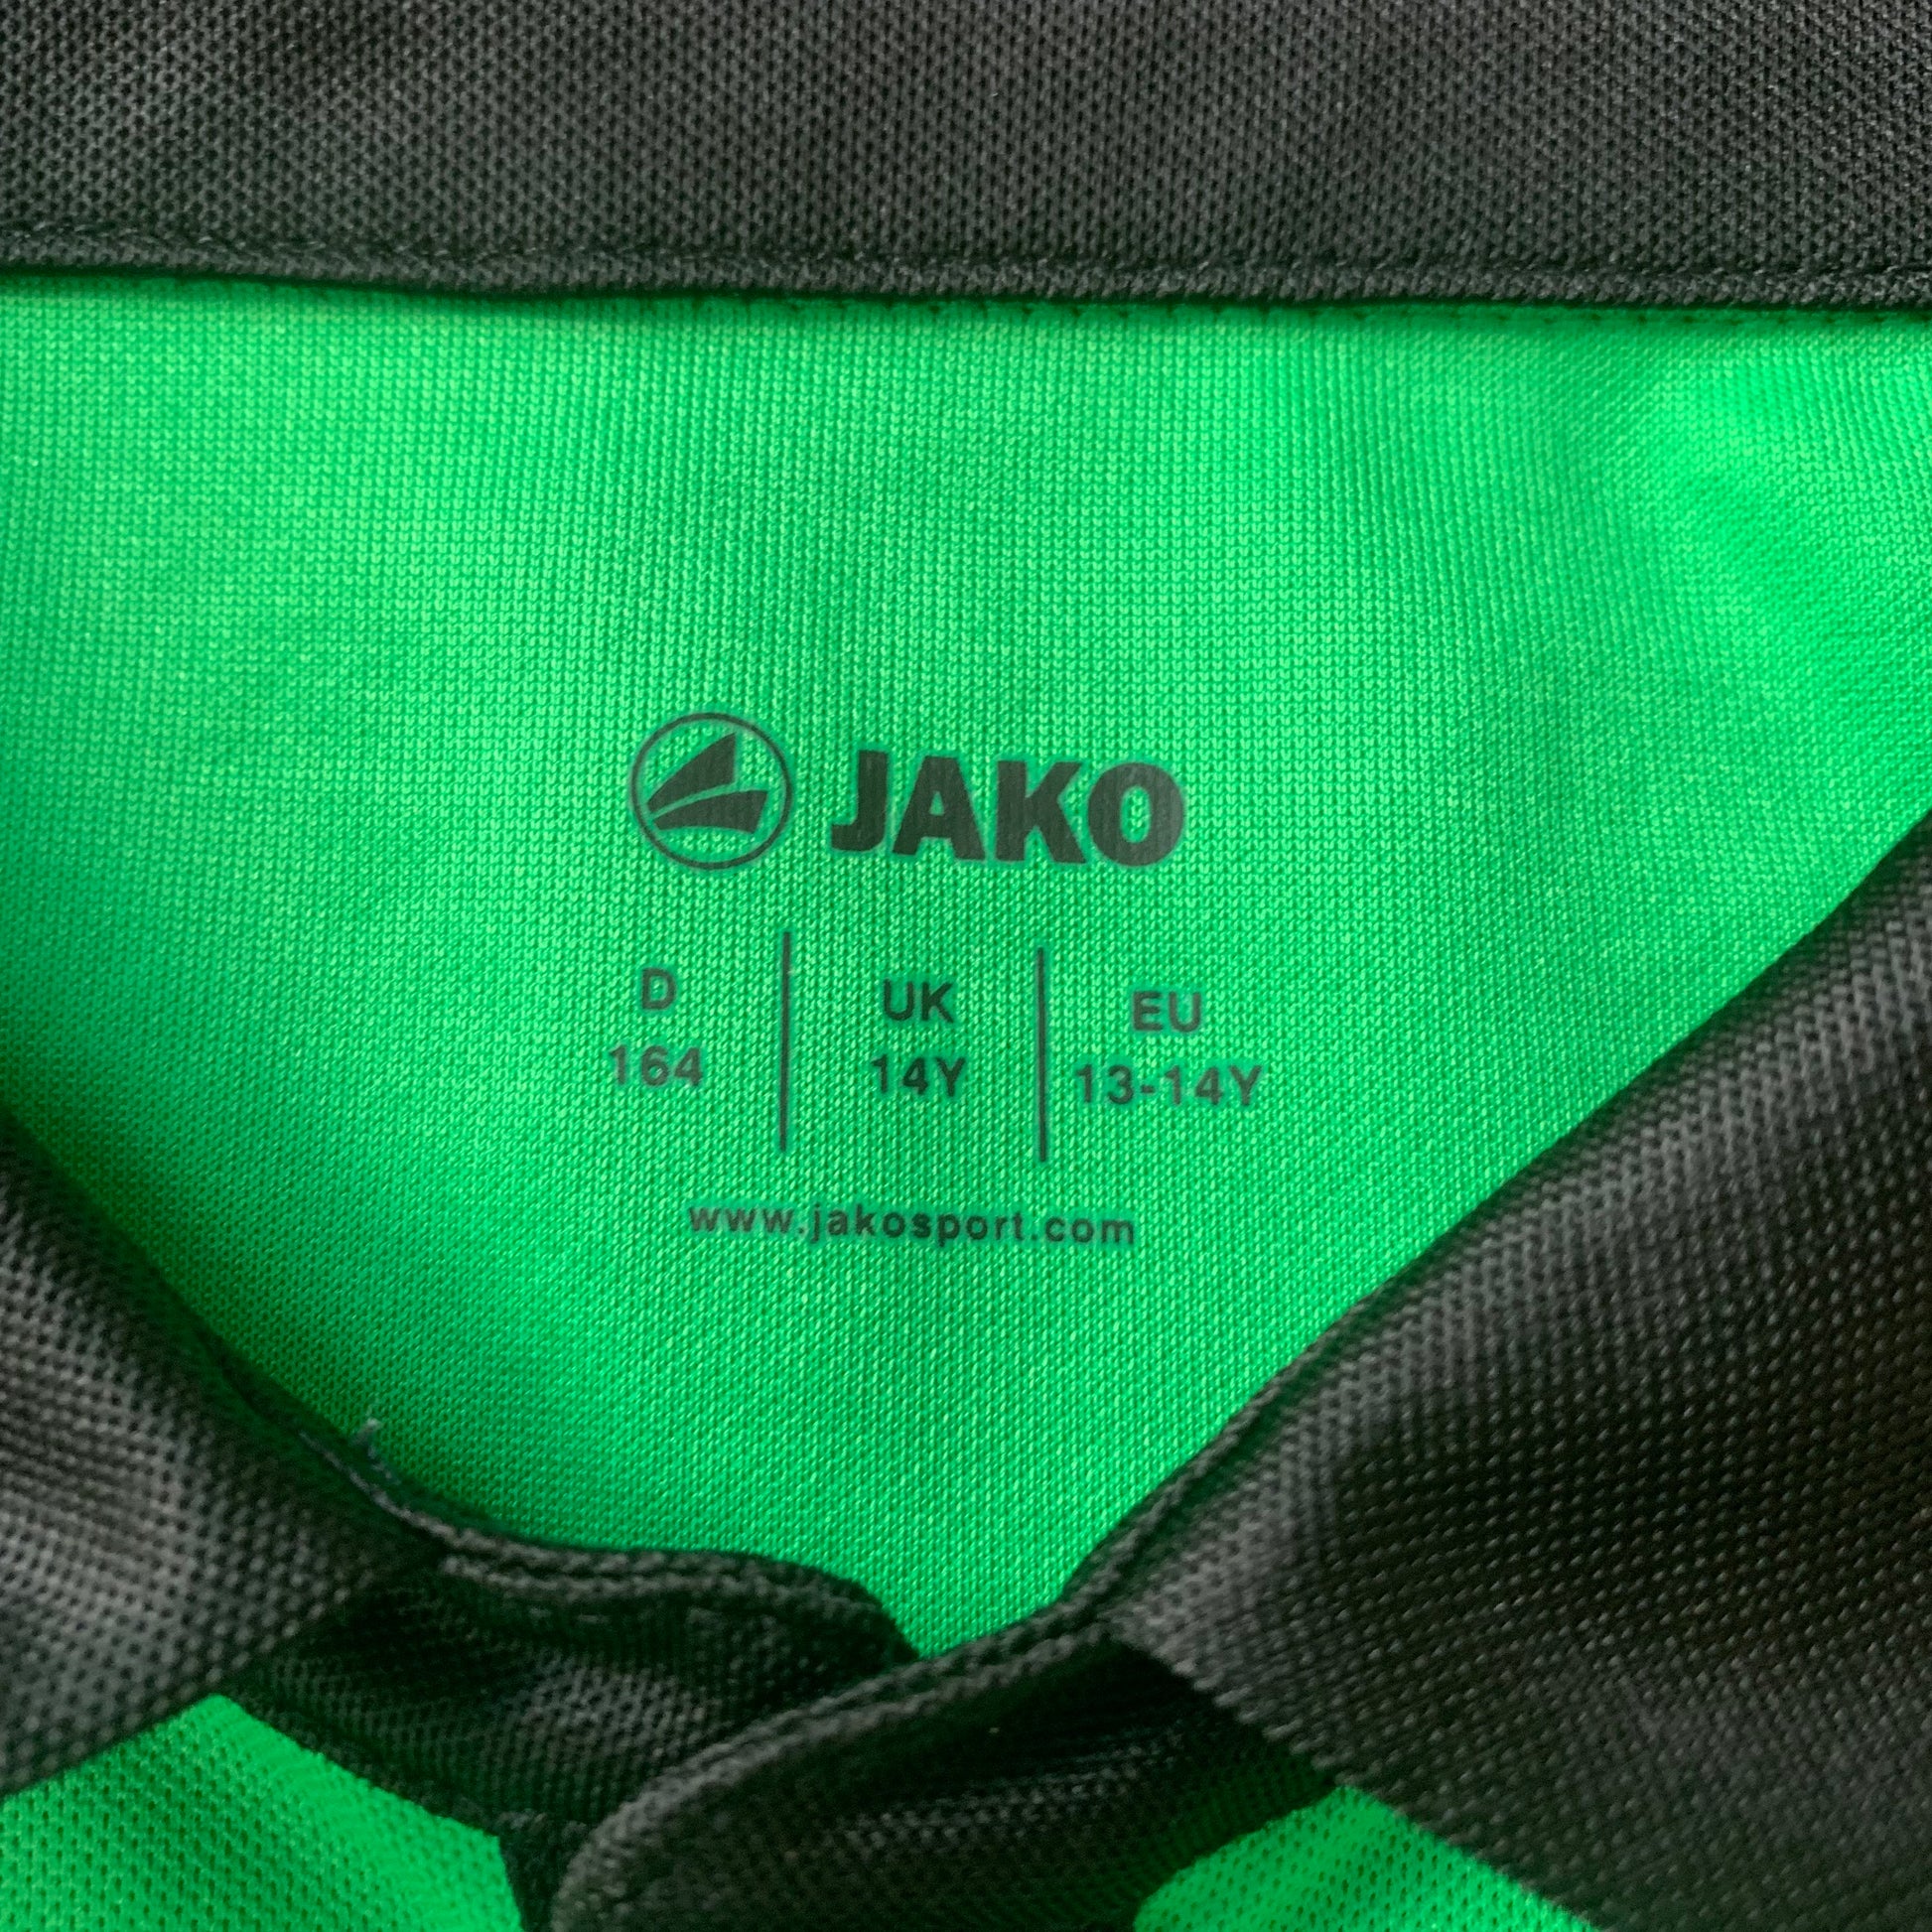 JAKO
D | UK | EU
164 | 14Y | 13-14Y
www.jakosport.com